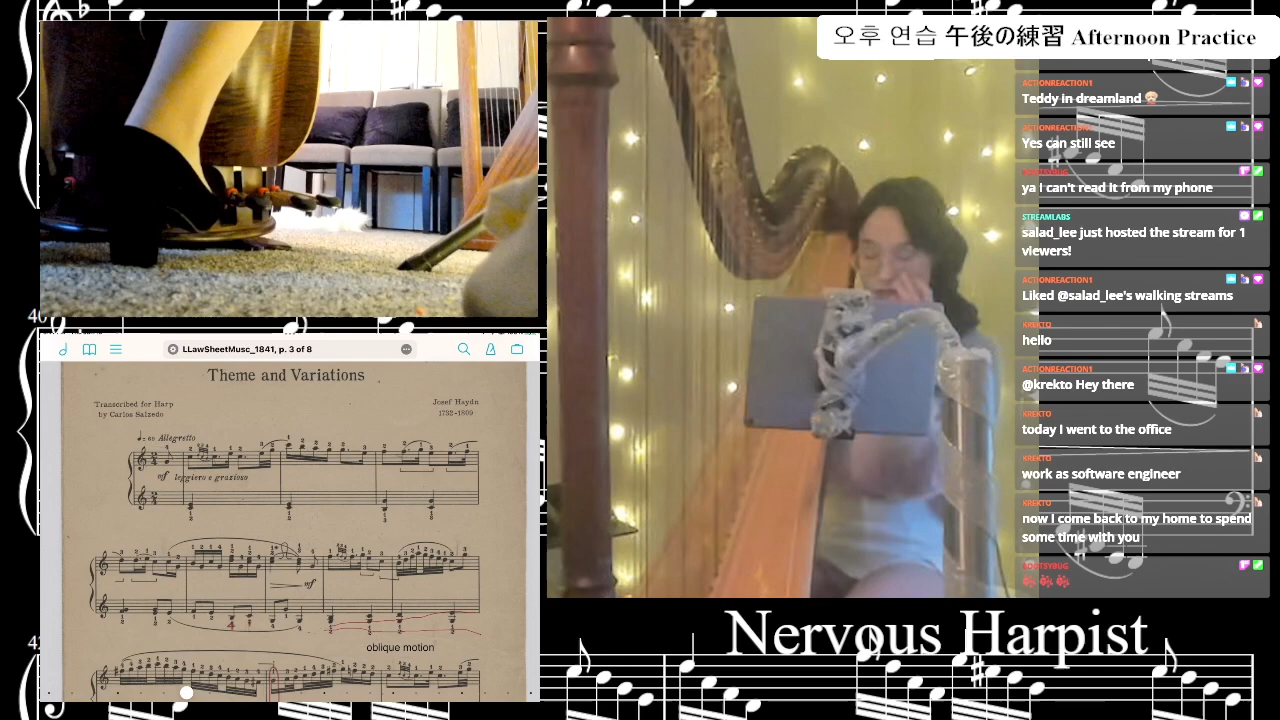 오후 연습 午後の練習 Afternoon Practice
ACTIONREACTION1
Teddy in dreamland
ACTIONREACTION1
Yes can still see
ya I can't read it from my phone
STREAMLABS
salad_lee just hosted the stream for 1
viewers!
ACTIONREACTION1
Liked @salad_lee's walking streams
KREKTO
hello
ACTIONREACTION1
@krekto Hey there
KREKTO
today I went to the office
KREKTO
work as software engineer
KREKTO
now I come back to my home to spend
some time with you
LLawSheetMusc_1841, p. 3 of 8
Theme and Variations
Transcribed for Harp
by Carlos Salzedo
Josef Haydn
1732-1809
Allegretto
mf leggiero e grazioso
mf
oblique motion
Nervous Harpist